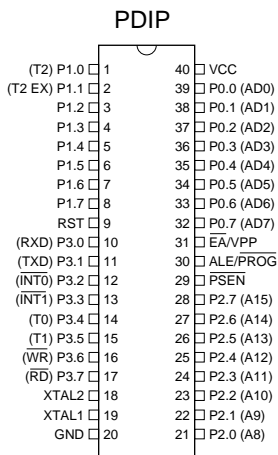 PDIP
(T2) P1.0 1 40 VCC
(T2 EX) P1.1 2 39 P0.0 (AD0)
P1.2 3 38 P0.1 (AD1)
P1.3 4 37 P0.2 (AD2)
P1.4 5 36 P0.3 (AD3)
P1.5 6 35 P0.4 (AD4)
P1.6 7 34 P0.5 (AD5)
P1.7 8 33 P0.6 (AD6)
RST 9 32 P0.7 (AD7)
(RXD) P3.0 10 31 E̅A̅/VPP
(TXD) P3.1 11 30 ALE/P̅R̅O̅G̅
(I̅N̅T̅0̅) P3.2 12 29 P̅S̅E̅N̅
(I̅N̅T̅1̅) P3.3 13 28 P2.7 (A15)
(T0) P3.4 14 27 P2.6 (A14)
(T1) P3.5 15 26 P2.5 (A13)
(W̅R̅) P3.6 16 25 P2.4 (A12)
(R̅D̅) P3.7 17 24 P2.3 (A11)
XTAL2 18 23 P2.2 (A10)
XTAL1 19 22 P2.1 (A9)
GND 20 21 P2.0 (A8)